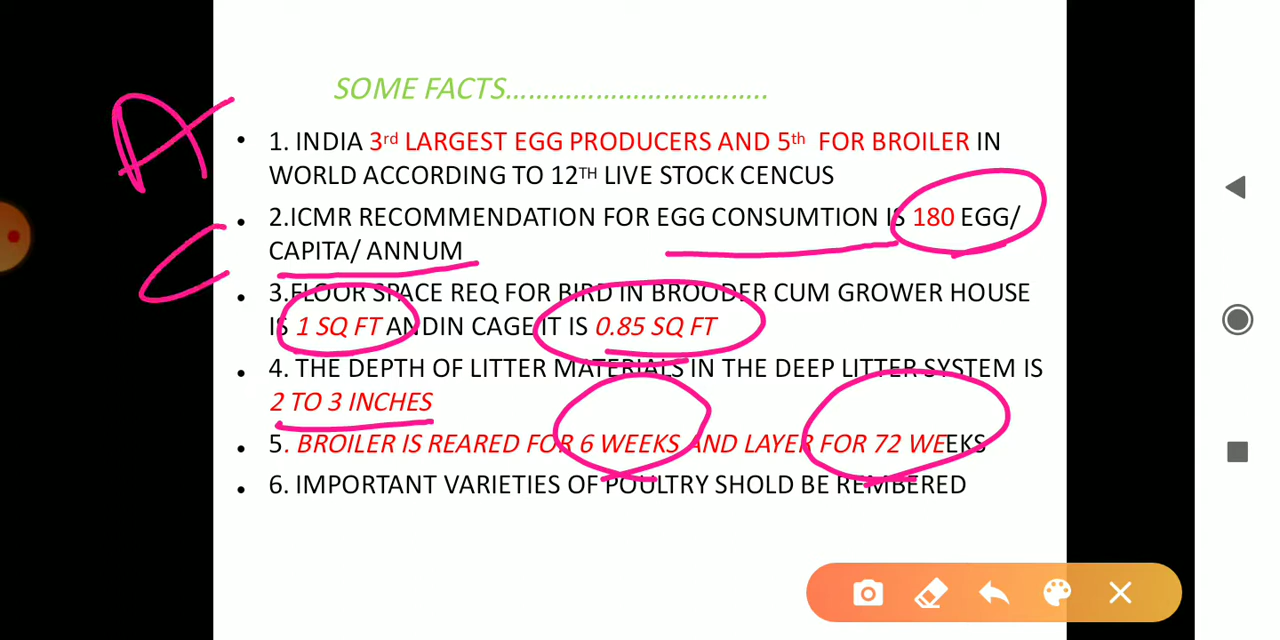 SOME FACTS……………………………..
• 1. INDIA 3rd LARGEST EGG PRODUCERS AND 5th FOR BROILER IN
WORLD ACCORDING TO 12TH LIVE STOCK CENCUS
• 2.ICMR RECOMMENDATION FOR EGG CONSUMTION IS 180 EGG/
CAPITA/ ANNUM
• 3.FLOOR SPACE REQ FOR BIRD IN BROODER CUM GROWER HOUSE
IS 1 SQ FT ANDIN CAGE IT IS 0.85 SQ FT
• 4. THE DEPTH OF LITTER MATERIALS IN THE DEEP LITTER SYSTEM IS
2 TO 3 INCHES
• 5. BROILER IS REARED FOR 6 WEEKS AND LAYER FOR 72 WEEKS
• 6. IMPORTANT VARIETIES OF POULTRY SHOLD BE REMBERED